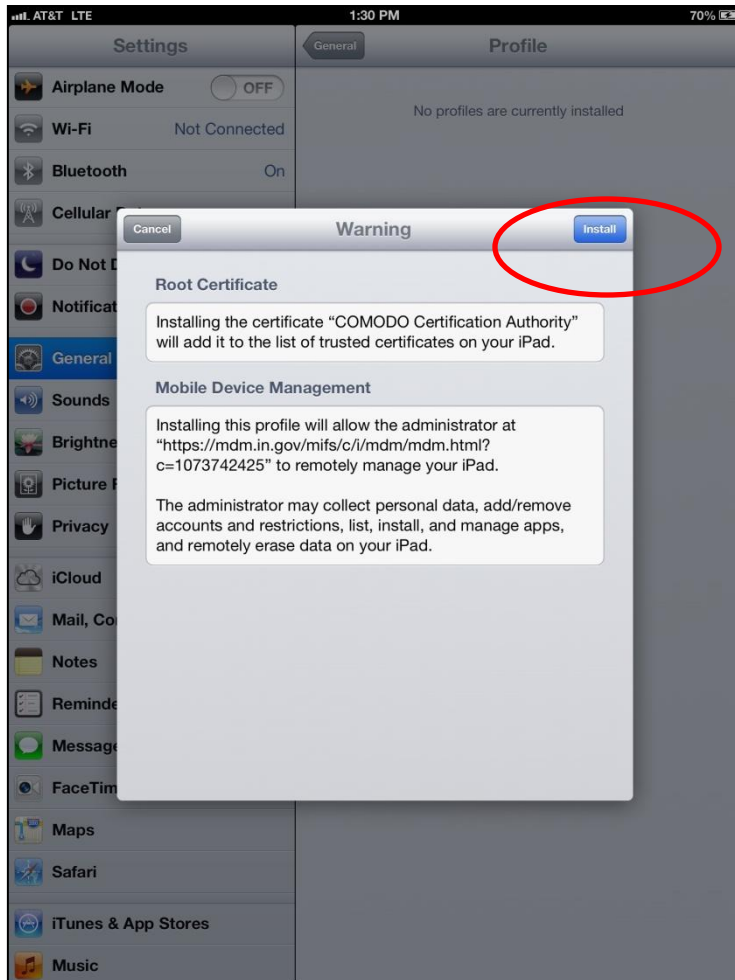 AT&T LTE 1:30 PM 70%
Settings
General
Profile
Airplane Mode OFF
No profiles are currently installed
Wi-Fi Not Connected
Bluetooth On
Cellular
Cancel
Warning
Install
Do Not
Root Certificate
Notificat
Installing the certificate “COMODO Certification Authority”
will add it to the list of trusted certificates on your iPad.
General
Mobile Device Management
Sounds
Installing this profile will allow the administrator at
Brightne
“https://mdm.in.gov/mifs/c/i/mdm/mdm.html?
c=1073742425” to remotely manage your iPad.
Picture
The administrator may collect personal data, add/remove
Privacy
accounts and restrictions, list, install, and manage apps,
and remotely erase data on your iPad.
iCloud
Mail, Co
Notes
Reminde
Message
FaceTim
Maps
Safari
iTunes & App Stores
Music